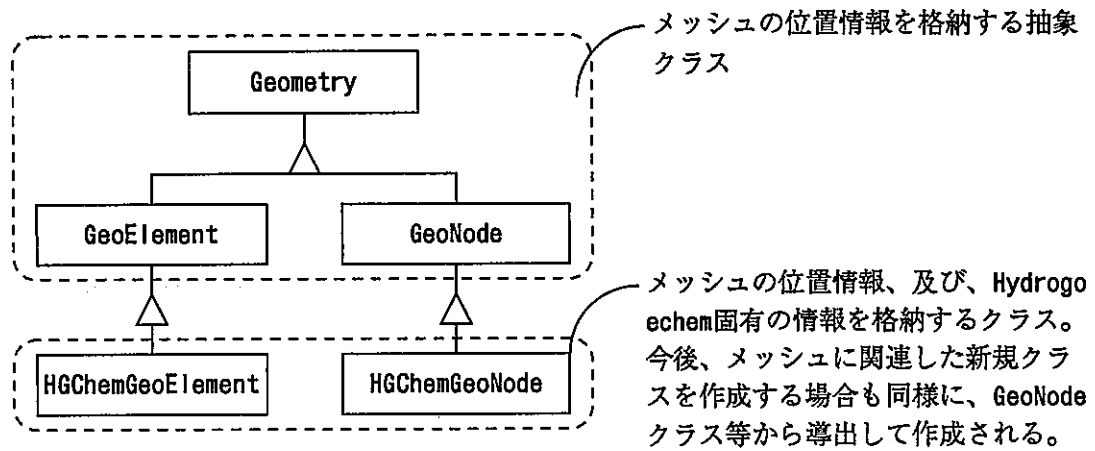 メッシュの位置情報を格納する抽象
クラス
Geometry
GeoElement
GeoNode
メッシュの位置情報、及び、Hydrogo
echem固有の情報を格納するクラス。
今後、メッシュに関連した新規クラ
スを作成する場合も同様に、GeoNode
クラス等から導出して作成される。
HGChemGeoElement
HGChemGeoNode